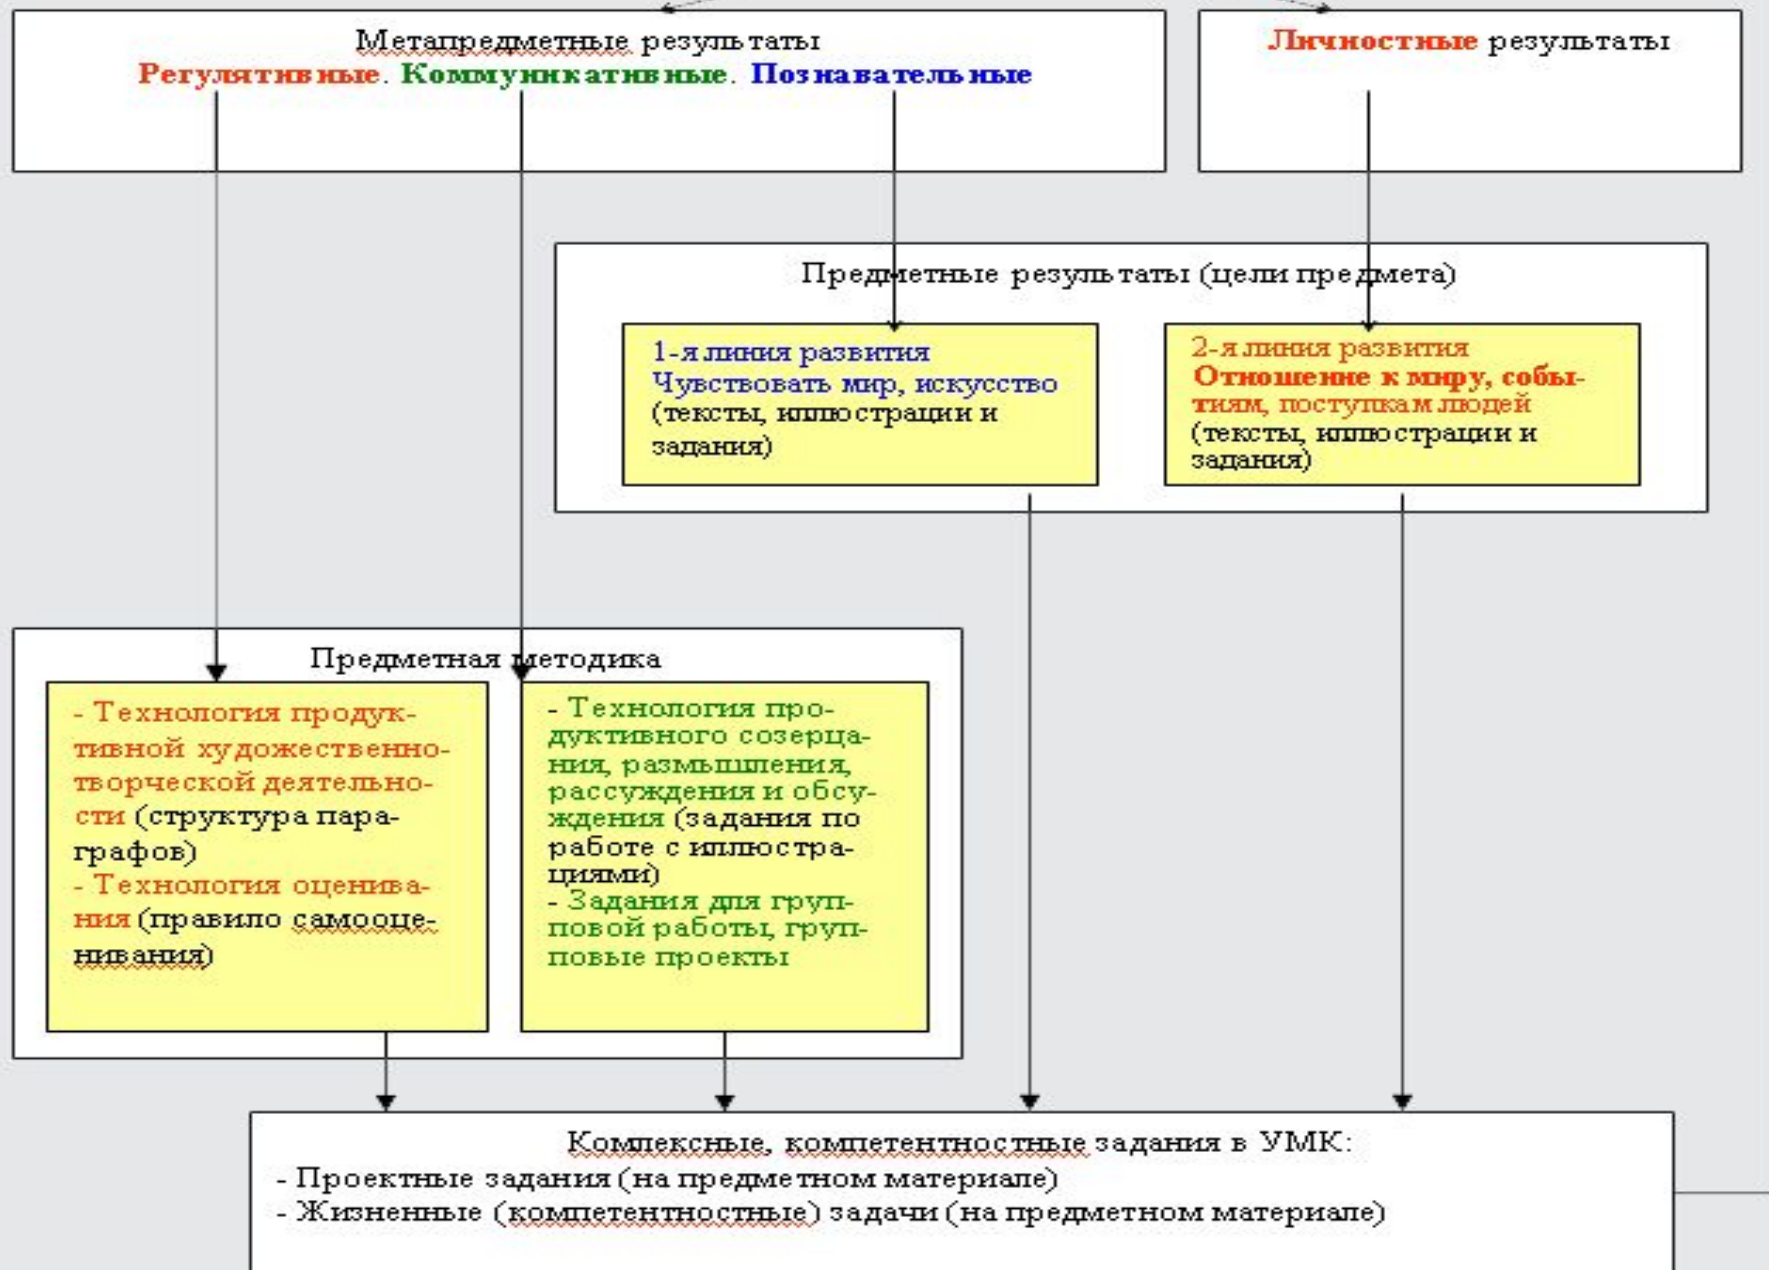 Метапредметные результаты
Регулятивные. Коммуникативные. Познавательные
Личностные результаты
Предметные результаты (цели предмета)
1-я линия развития
Чувствовать мир, искусство
(тексты, иллюстрации и
задания)
2-я линия развития
Отношение к миру, собы-
тиям, поступкам людей
(тексты, иллюстрации и
задания)
Предметная методика
- Технология продук-
тивной художественно-
творческой деятельно-
сти (структура пара-
графов)
- Технология оценива-
ния (правило самооце-
нивания)
- Технология про-
дуктивного созерца-
ния, размышления,
рассуждения и обсу-
ждения (задания по
работе с иллюстра-
циями)
- Задания для груп-
повой работы, груп-
повые проекты
Компексные, компетентностные задания в УМК:
- Проектные задания (на предметном материале)
- Жизненные (компетентностные) задачи (на предметном материале)